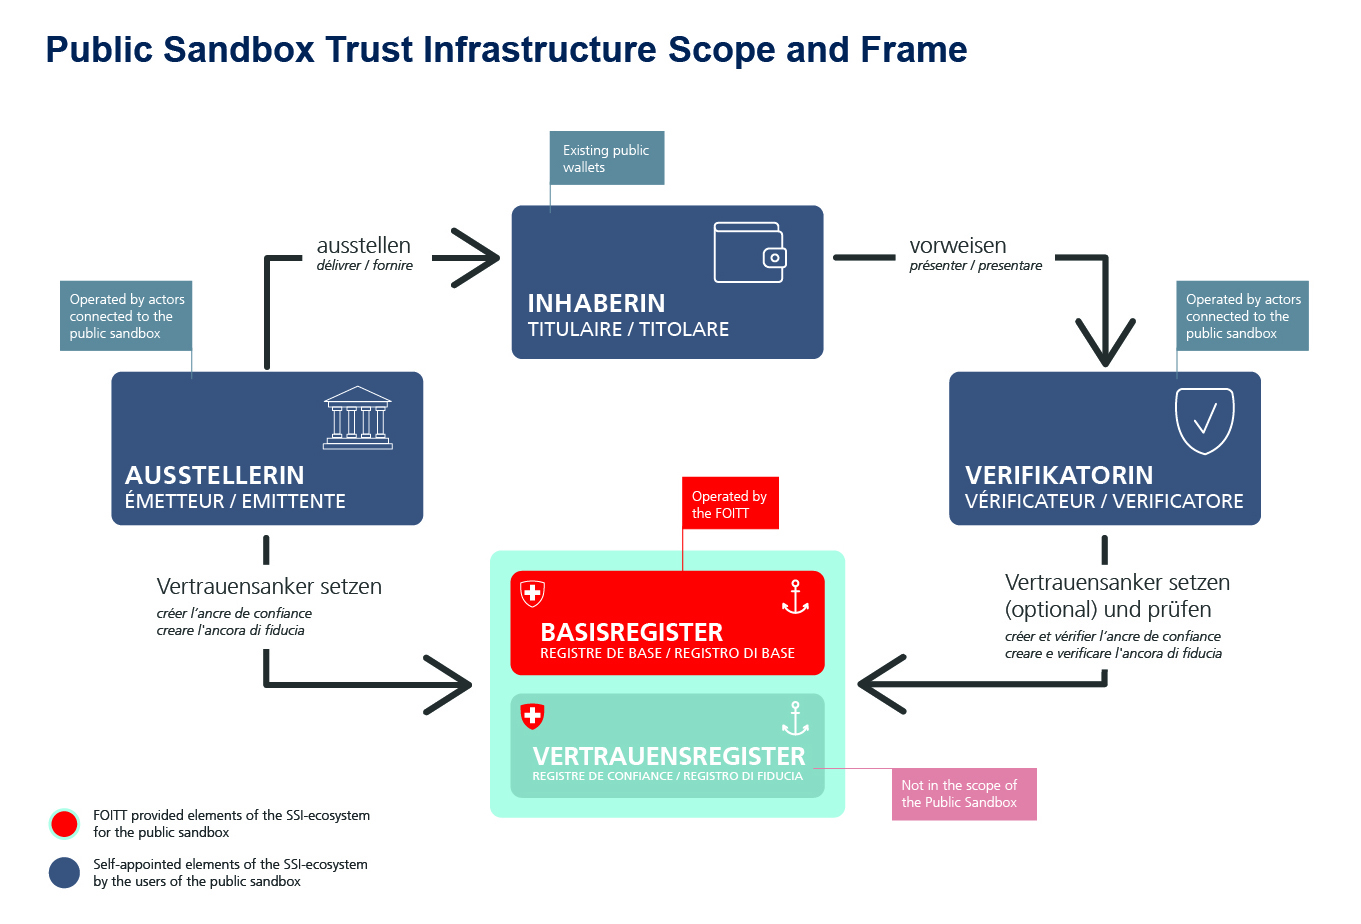 Public Sandbox Trust Infrastructure Scope and Frame
Existing public
wallets
ausstellen
délivrer / fornire
vorweisen
présenter / presentare
INHABERIN
TITULAIRE / TITOLARE
Operated by actors
connected to the
public sandbox
Operated by actors
connected to the
public sandbox
AUSSTELLERIN
ÉMETTEUR / EMITTENTE
VERIFIKATORIN
VÉRIFICATEUR / VERIFICATORE
Operated by
the FOITT
Vertrauensanker setzen
créer l’ancre de confiance
creare l'ancora di fiducia
Vertrauensanker setzen
(optional) und prüfen
créer et vérifier l’ancre de confiance
creare e verificare l'ancora di fiducia
BASISREGISTER
REGISTRE DE BASE / REGISTRO DI BASE
VERTRAUENSREGISTER
REGISTRE DE CONFIANCE / REGISTRO DI FIDUCIA
Not in the scope of
the Public Sandbox
FOITT provided elements of the SSI-ecosystem
for the public sandbox
Self-appointed elements of the SSI-ecosystem
by the users of the public sandbox